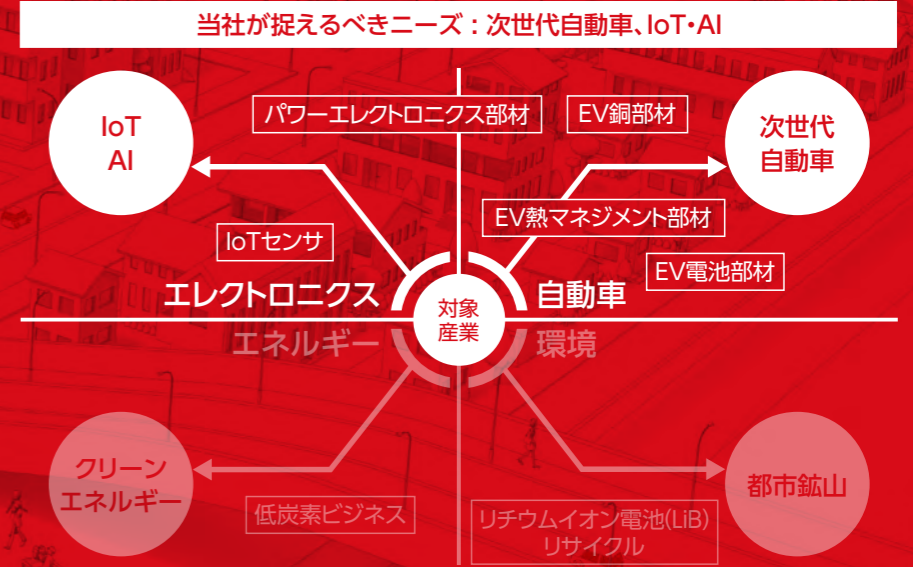 当社が捉えるべきニーズ：次世代自動車、IoT・AI
IoT
AI
パワーエレクトロニクス部材
EV銅部材
次世代
自動車
IoTセンサ
EV熱マネジメント部材
EV電池部材
エレクトロニクス
自動車
対象
産業
エネルギー
環境
クリーン
エネルギー
低炭素ビジネス
リチウムイオン電池(LiB)
リサイクル
都市鉱山